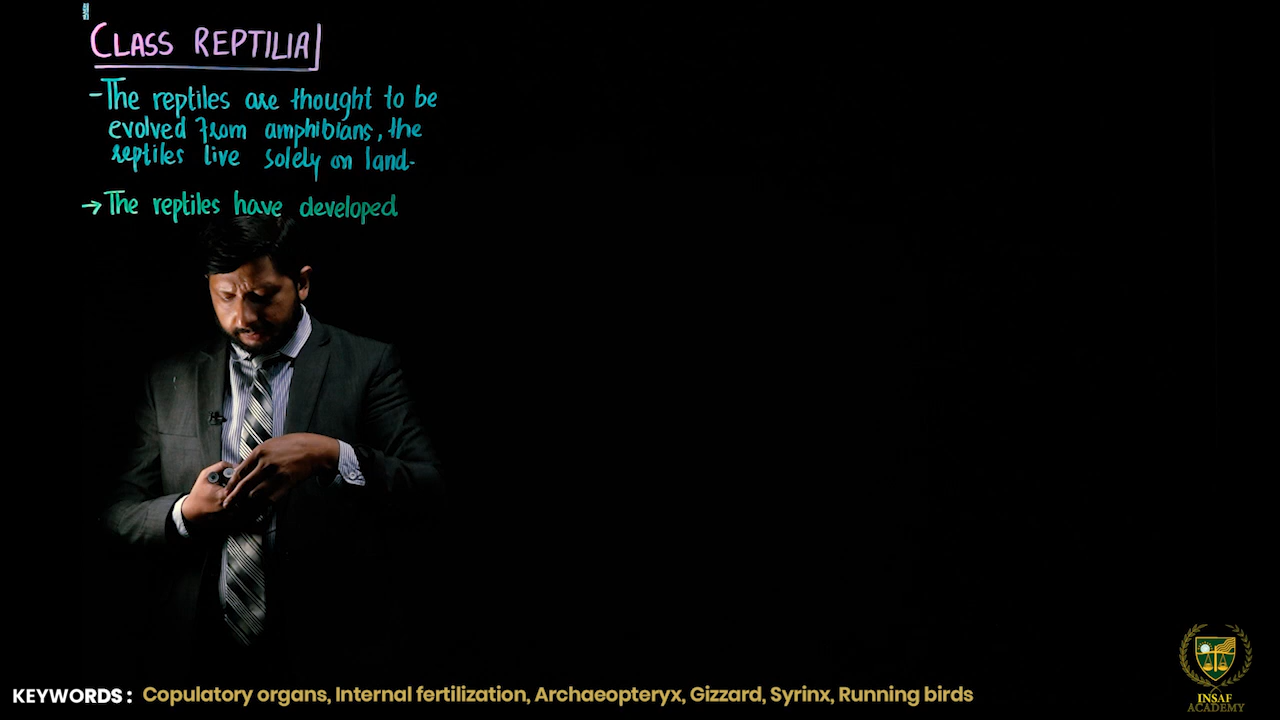 CLASS REPTILIA
- The reptiles are thought to be
evolved from amphibians, the
reptiles live solely on land.
→ The reptiles have developed
KEYWORDS : Copulatory organs, Internal fertilization, Archaeopteryx, Gizzard, Syrinx, Running birds
INSAF
ACADEMY